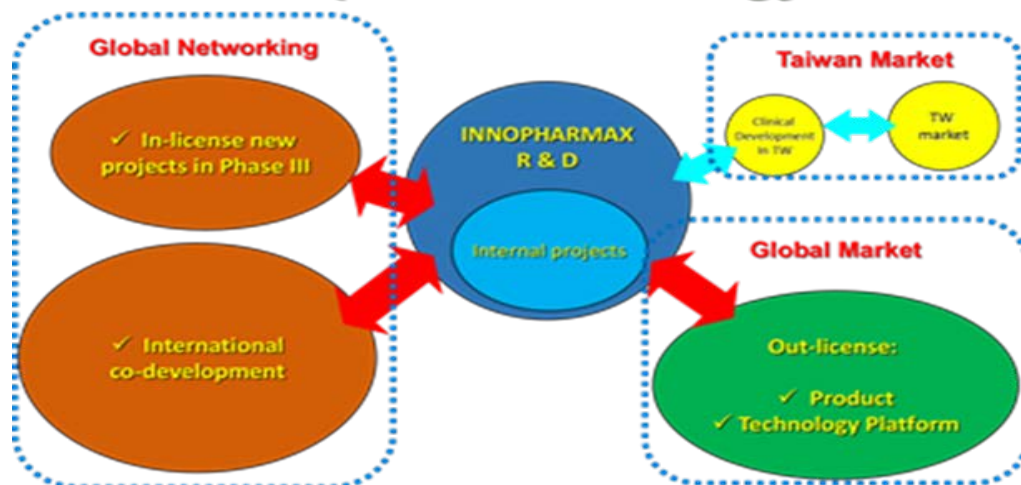 Global Networking
✓ In-license new
projects in Phase III
✓ International
co-development
INNOPHARMAX
R & D
Internal projects
Taiwan Market
Clinical
Development
In TW
TW
market
Global Market
Out-license:
✓ Product
✓ Technology Platform